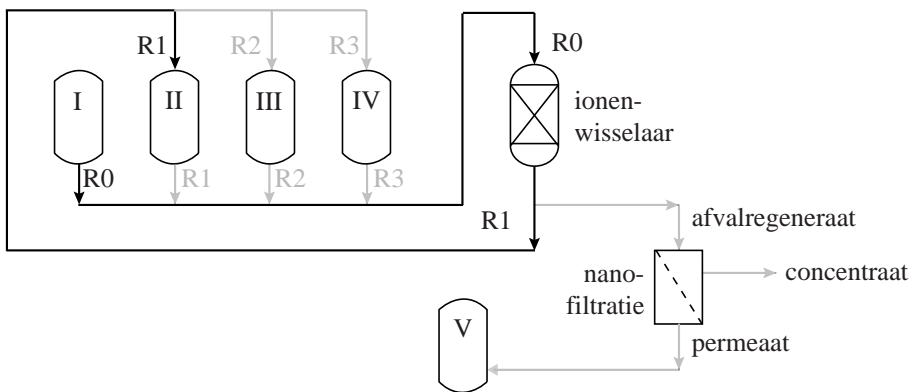 R1 R2 R3 R0
I II III IV
ionen-
wisselaar
R0 R1 R2 R3
R1
afvalregeneraat
nano-
filtratie
concentraat
V
permeaat